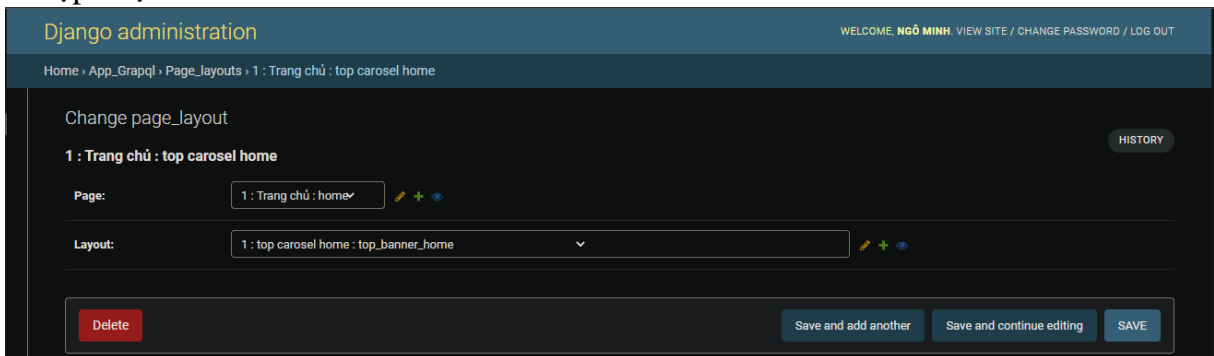 Django administration
WELCOME, NGÔ MINH. VIEW SITE / CHANGE PASSWORD / LOG OUT
Home › App_Grapql › Page_layouts › 1 : Trang chủ : top carosel home
Change page_layout
HISTORY
1 : Trang chủ : top carosel home
Page:
1 : Trang chủ : home
Layout:
1 : top carosel home : top_banner_home
Delete
Save and add another
Save and continue editing
SAVE